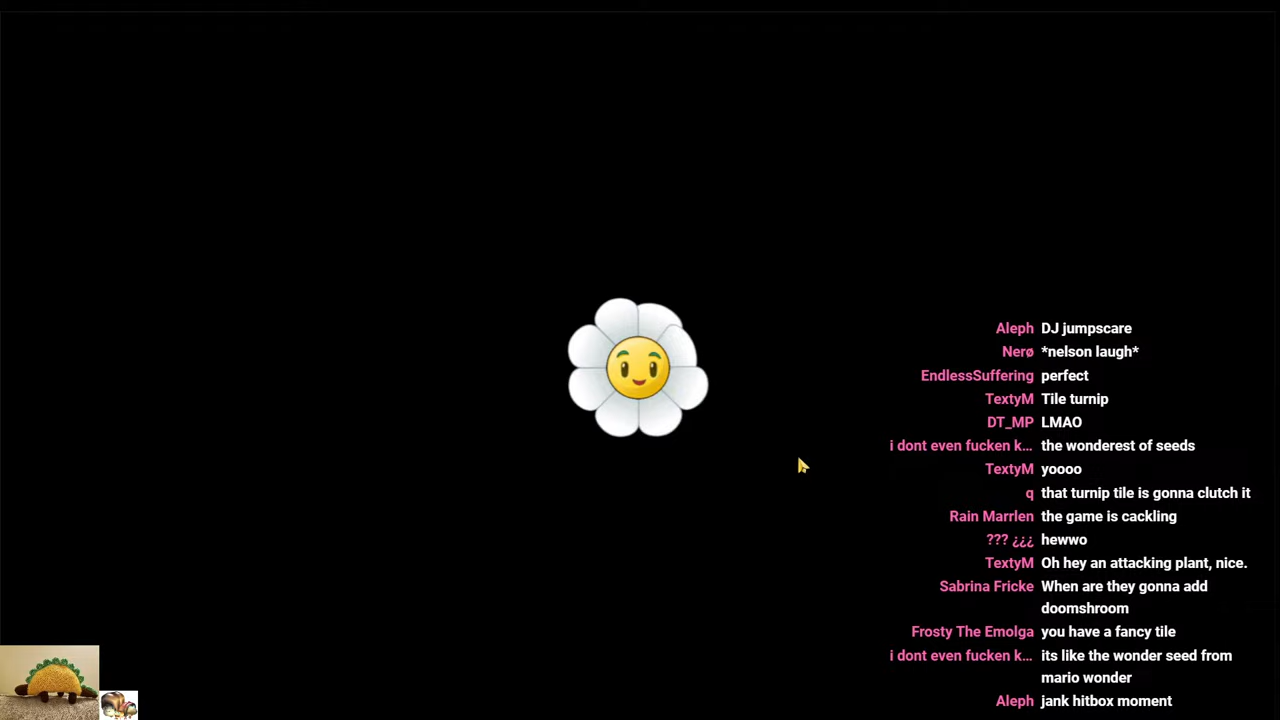 Aleph DJ jumpscare
Nerø *nelson laugh*
EndlessSuffering perfect
TextyM Tile turnip
DT_MP LMAO
i dont even fucken k... the wonderest of seeds
TextyM yoooo
q that turnip tile is gonna clutch it
Rain Marrlen the game is cackling
??? ¿¿¿ hewwo
TextyM Oh hey an attacking plant, nice.
Sabrina Fricke When are they gonna add
doomshroom
Frosty The Emolga you have a fancy tile
i dont even fucken k... its like the wonder seed from
mario wonder
Aleph jank hitbox moment